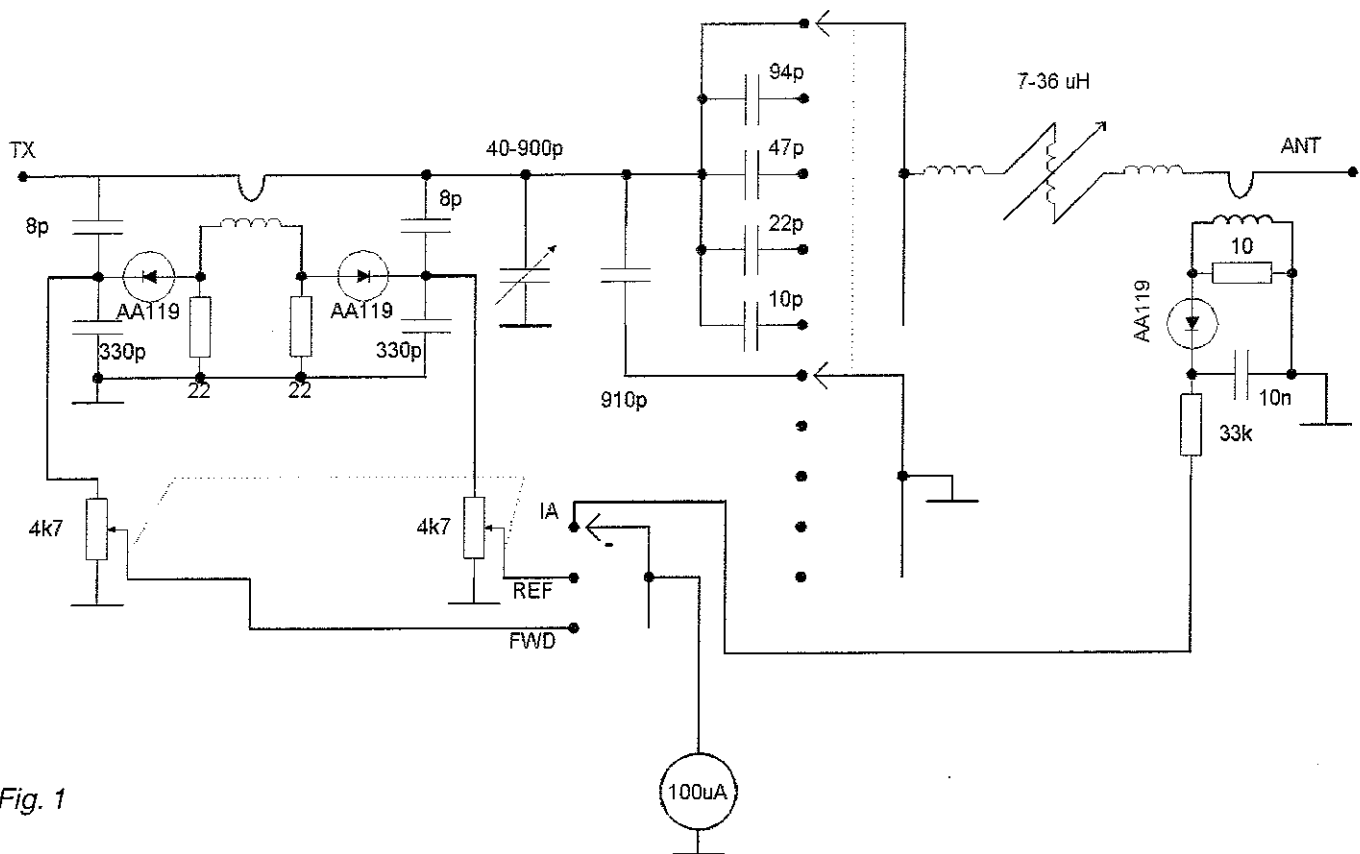 94p
7-36 uH
TX
40-900p
47p
ANT
8p
8p
22p
10
AA119
AA119
AA119
10p
330p
330p
22
22
910p
10n
33k
4k7
4k7
IA
-
REF
FWD
100uA
Fig. 1